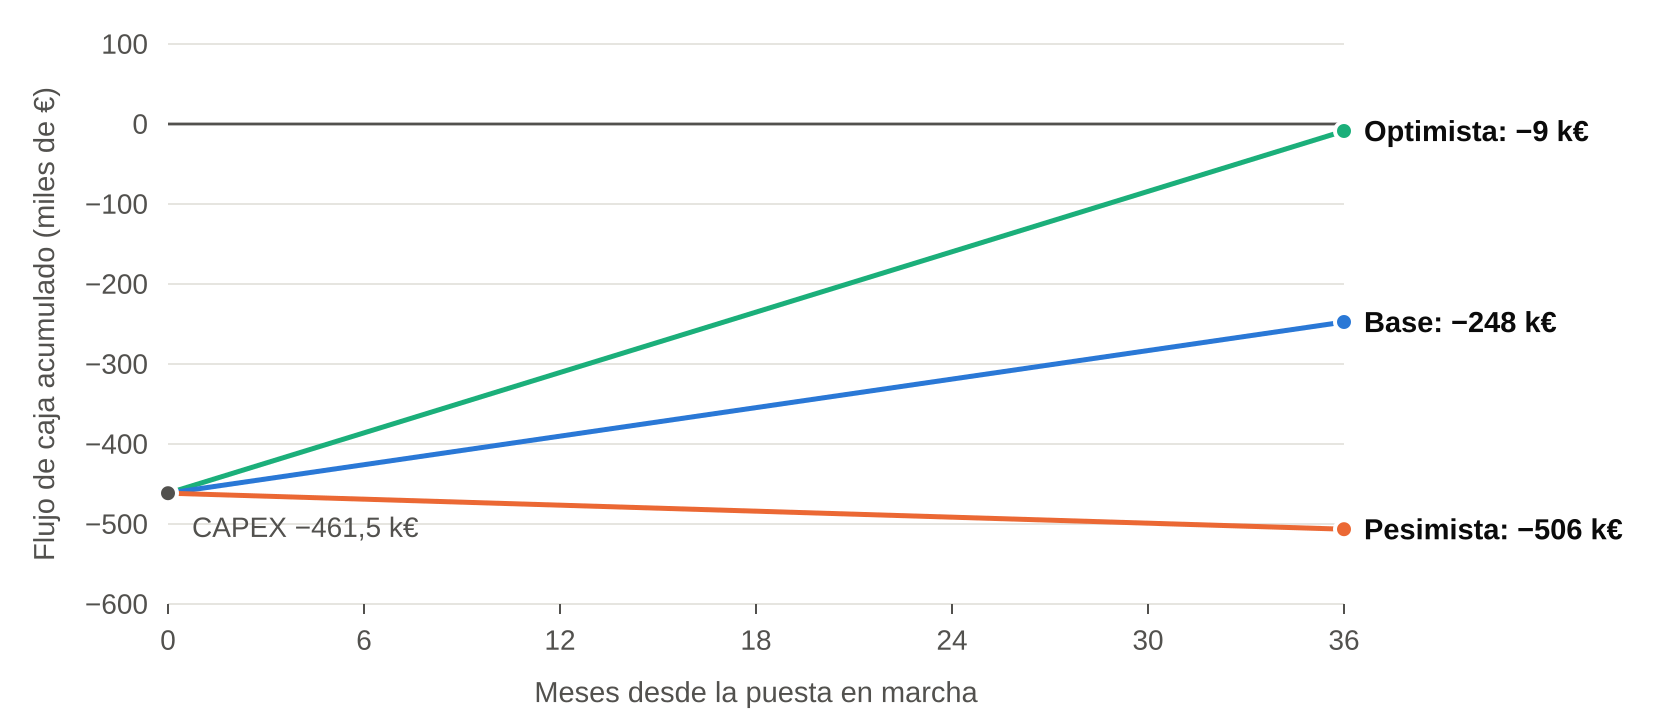 Flujo de caja acumulado (miles de €)
100
0
−100
−200
−300
−400
−500
−600
Optimista: −9 k€
Base: −248 k€
Pesimista: −506 k€
CAPEX −461,5 k€
0 6 12 18 24 30 36
Meses desde la puesta en marcha